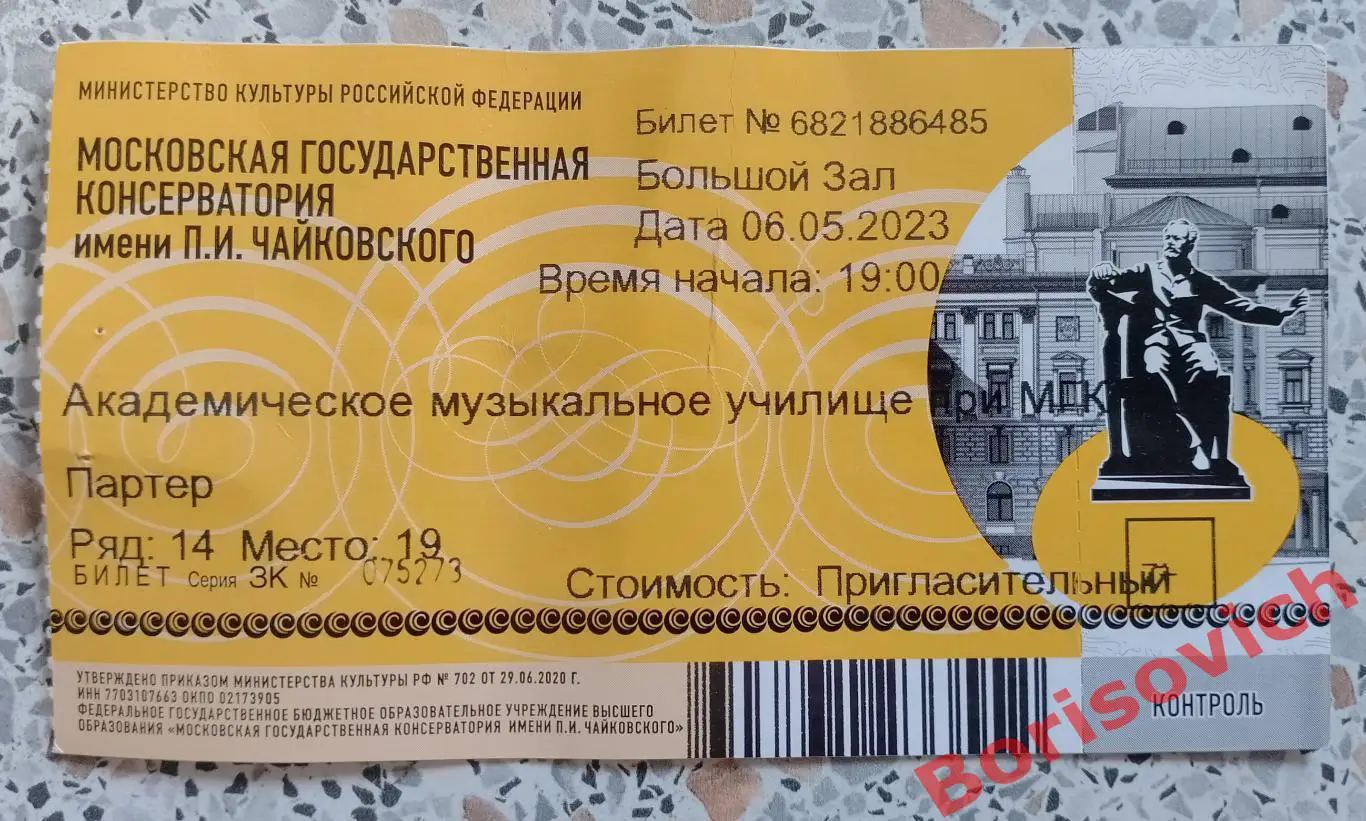 МИНИСТЕРСТВО КУЛЬТУРЫ РОССИЙСКОЙ ФЕДЕРАЦИИ
МОСКОВСКАЯ ГОСУДАРСТВЕННАЯ
КОНСЕРВАТОРИЯ
имени П.И. ЧАЙКОВСКОГО
Билет № 6821886485
Большой Зал
Дата 06.05.2023
Время начала: 19:00
Академическое музыкальное училище при МГК
Партер
Ряд: 14 Место: 19
БИЛЕТ Серия ЗК № 075273
Стоимость: Пригласительный
УТВЕРЖДЕНО ПРИКАЗОМ МИНИСТЕРСТВА КУЛЬТУРЫ РФ № 702 ОТ 29.06.2020 Г.
ИНН 7703107663 ОКПО 02173905
ФЕДЕРАЛЬНОЕ ГОСУДАРСТВЕННОЕ БЮДЖЕТНОЕ ОБРАЗОВАТЕЛЬНОЕ УЧРЕЖДЕНИЕ ВЫСШЕГО
ОБРАЗОВАНИЯ «МОСКОВСКАЯ ГОСУДАРСТВЕННАЯ КОНСЕРВАТОРИЯ ИМЕНИ П.И. ЧАЙКОВСКОГО»
КОНТРОЛЬ
Borisovich